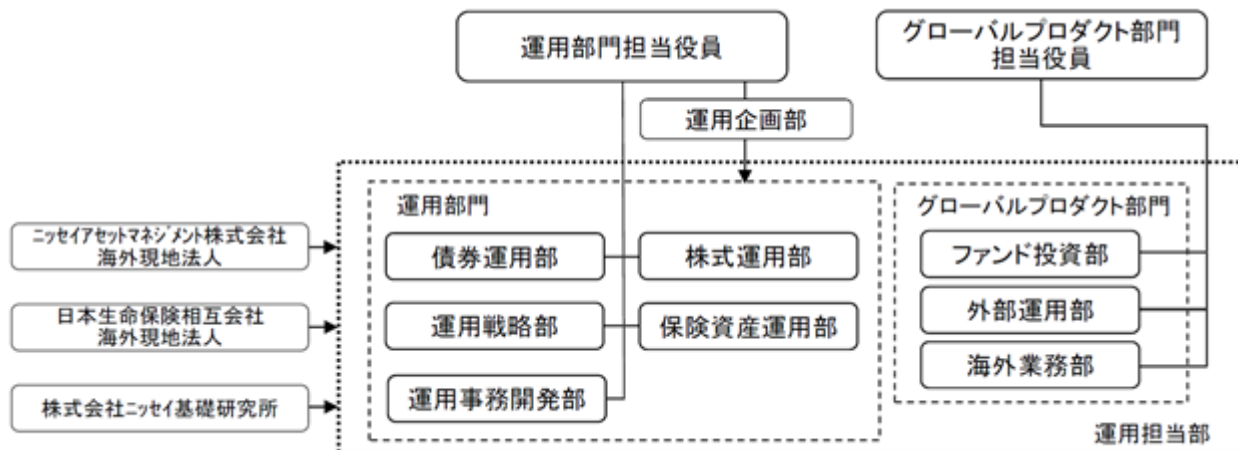 運用部門担当役員
グローバルプロダクト部門
担当役員
運用企画部
運用部門
グローバルプロダクト部門
ニッセイアセットマネジメント株式会社
海外現地法人
債券運用部
株式運用部
ファンド投資部
日本生命保険相互会社
海外現地法人
運用戦略部
保険資産運用部
外部運用部
海外業務部
株式会社ニッセイ基礎研究所
運用事務開発部
運用担当部